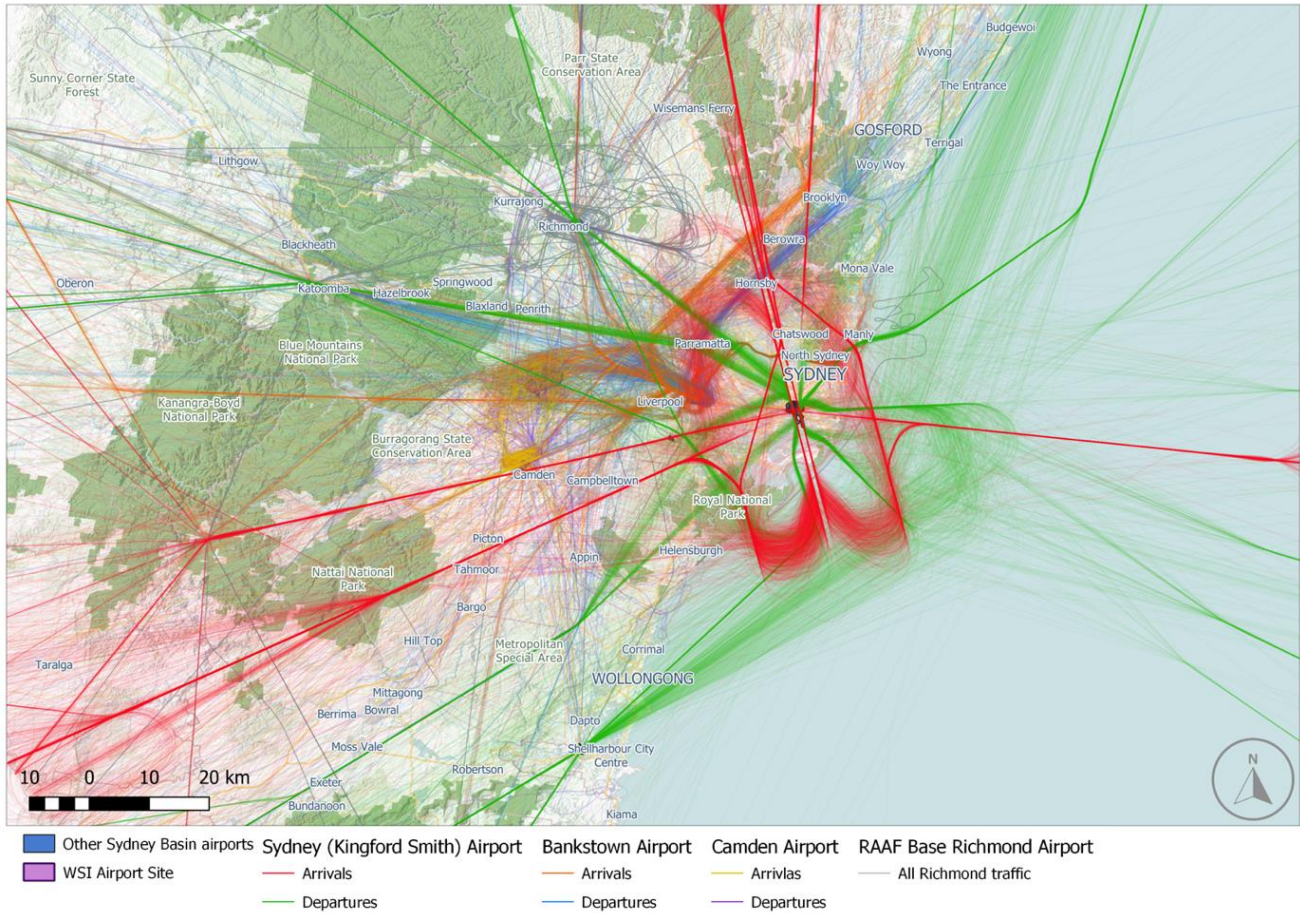 Budgewoi
Wyong
Parr State
Conservation Area
Sunny Corner State
Forest
The Entrance
Wisemans Ferry
GOSFORD
Terrigal
Lithgow
Woy Woy
Kurrajong
Brooklyn
Richmond
Berowra
Blackheath
Mona Vale
Oberon
Katoomba
Hazelbrook
Springwood
Hornsby
Blaxland
Penrith
Chatswood
Manly
Parramatta
North Sydney
Blue Mountains
National Park
SYDNEY
Kanangra-Boyd
National Park
Liverpool
Burragorang State
Conservation Area
Camden
Campbelltown
Royal National
Park
Picton
Appin
Helensburgh
Tahmoor
Nattai National
Park
Bargo
Hill Top
Metropolitan
Special Area
Corrimal
Taralga
WOLLONGONG
Mittagong
Berrima
Bowral
Dapto
Moss Vale
Shellharbour City
Centre
Robertson
Exeter
Bundanoon
Kiama
10 0 10 20 km
N
Other Sydney Basin airports
WSI Airport Site
Sydney (Kingford Smith) Airport
Arrivals
Departures
Bankstown Airport
Arrivals
Departures
Camden Airport
Arrivlas
Departures
RAAF Base Richmond Airport
All Richmond traffic